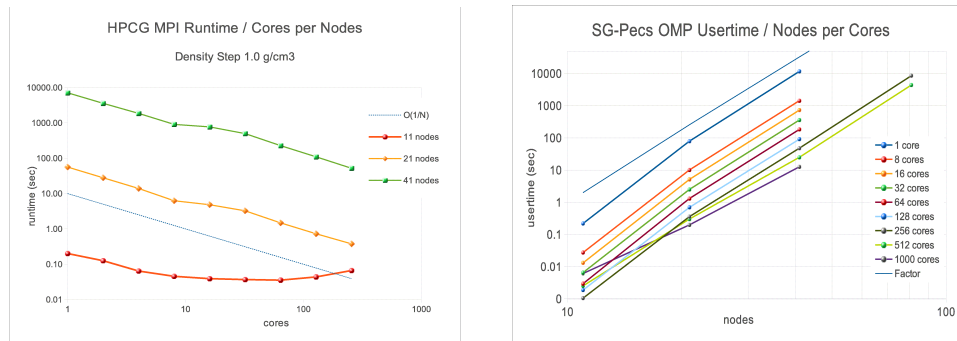 HPCG MPI Runtime / Cores per Nodes
Density Step 1.0 g/cm3
10000.00
1000.00
100.00
10.00
1.00
0.10
0.01
runtime (sec)
1
10
100
1000
cores
O(1/N)
11 nodes
21 nodes
41 nodes
SG-Pecs OMP Usertime / Nodes per Cores
10000
1000
100
10
1
0.1
0.01
0
usertime (sec)
10
100
nodes
1 core
8 cores
16 cores
32 cores
64 cores
128 cores
256 cores
512 cores
1000 cores
Factor